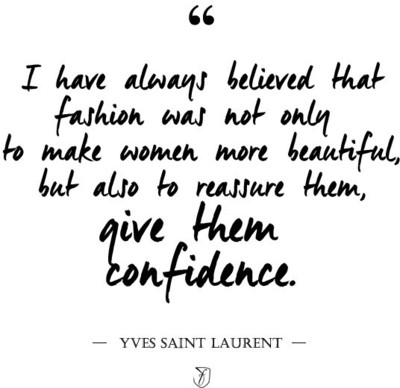 “
I have always believed that
fashion was not only
to make women more beautiful,
but also to reassure them,
give them
confidence.
— YVES SAINT LAURENT —